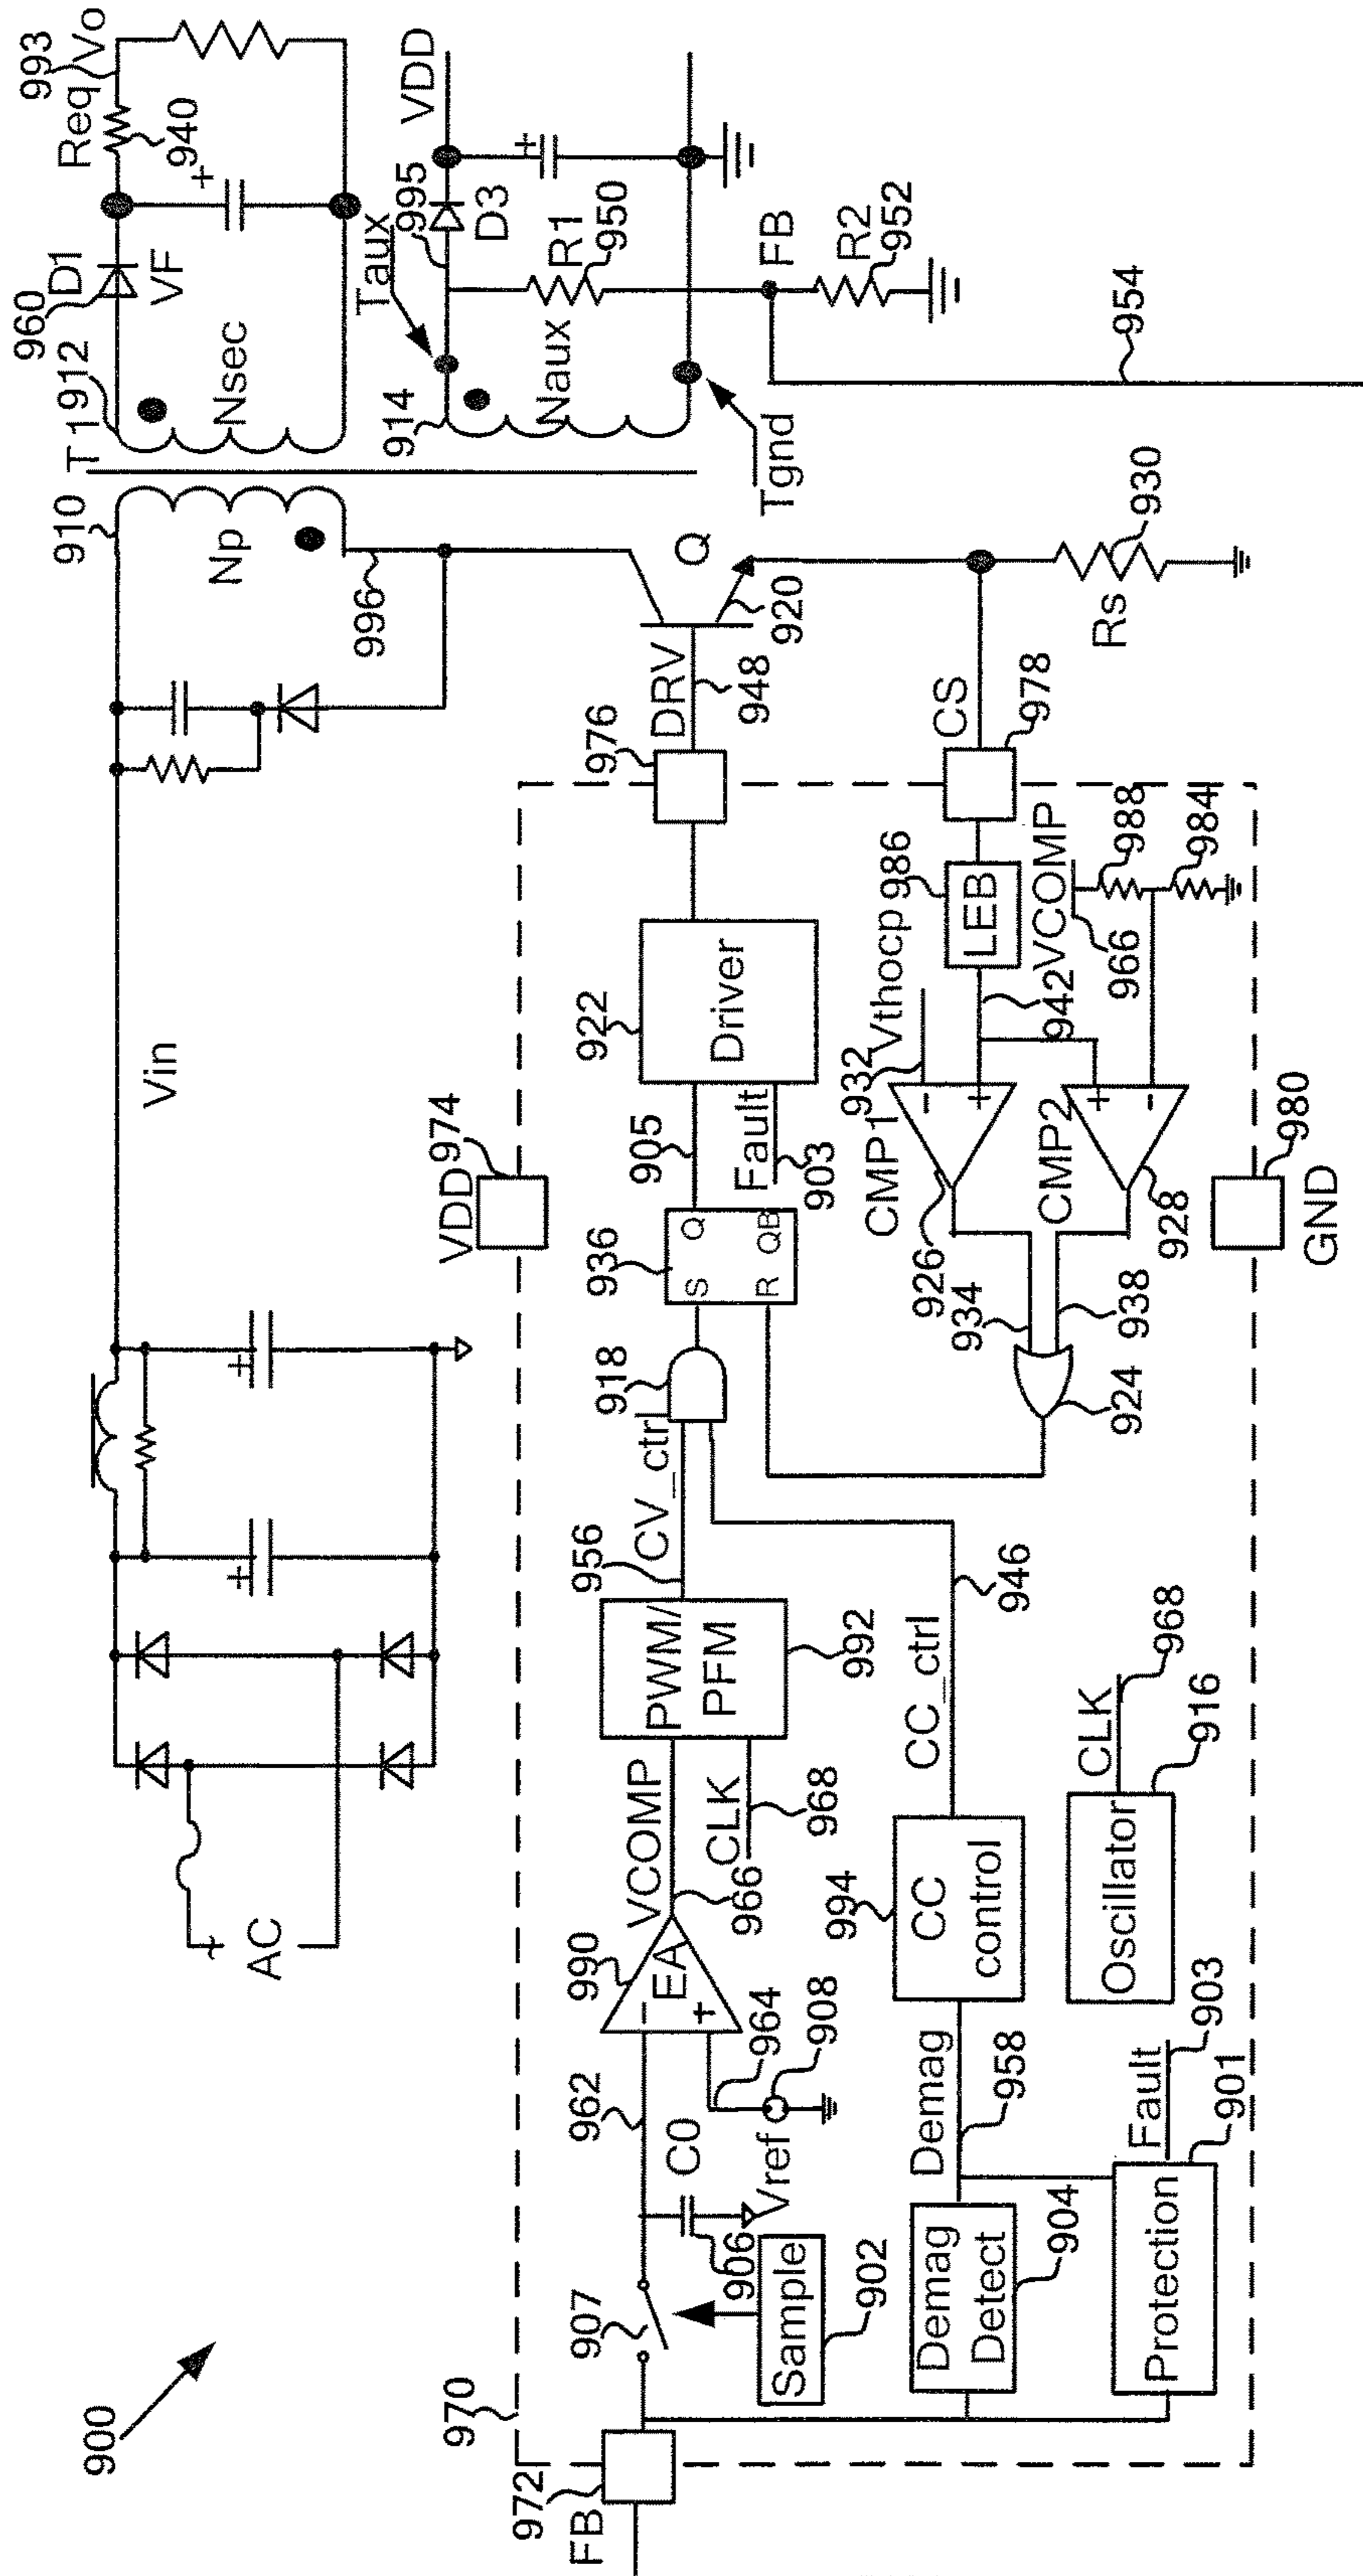 900
AC
Vin
910
Np
996
T1
912
Nsec
960
D1
VF
Req
940
993
Vo
914
Naux
Taux
995
D3
VDD
R1
950
FB
R2
952
954
Tgnd
Q
920
DRV
948
976
CS
978
Rs
930
VDD
974
970
972
FB
907
962
C0
906
Sample
902
Vref
908
964
990
EA
VCOMP
966
CLK
968
PWM/
PFM
992
956
CV_ctrl
918
936
S
Q
R
QB
905
Fault
903
922
Driver
Demag
Detect
904
Demag
958
994
CC
control
CC_ctrl
946
Protection
901
Fault
903
Oscillator
916
CLK
968
924
934
938
926
CMP1
932
Vthocp
CMP2
928
942
LEB
986
VCOMP
966
988
984
980
GND